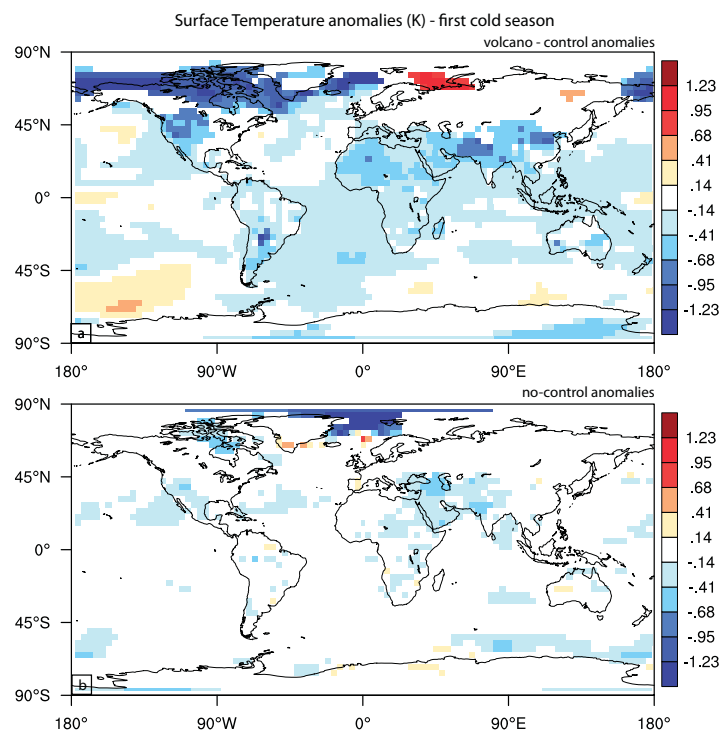 Surface Temperature anomalies (K) - first cold season
volcano - control anomalies
90°N
45°N
0°
45°S
90°S
180° 90°W 0° 90°E 180°
a
1.23
.95
.68
.41
.14
-.14
-.41
-.68
-.95
-1.23
no-control anomalies
90°N
45°N
0°
45°S
90°S
180° 90°W 0° 90°E 180°
b
1.23
.95
.68
.41
.14
-.14
-.41
-.68
-.95
-1.23